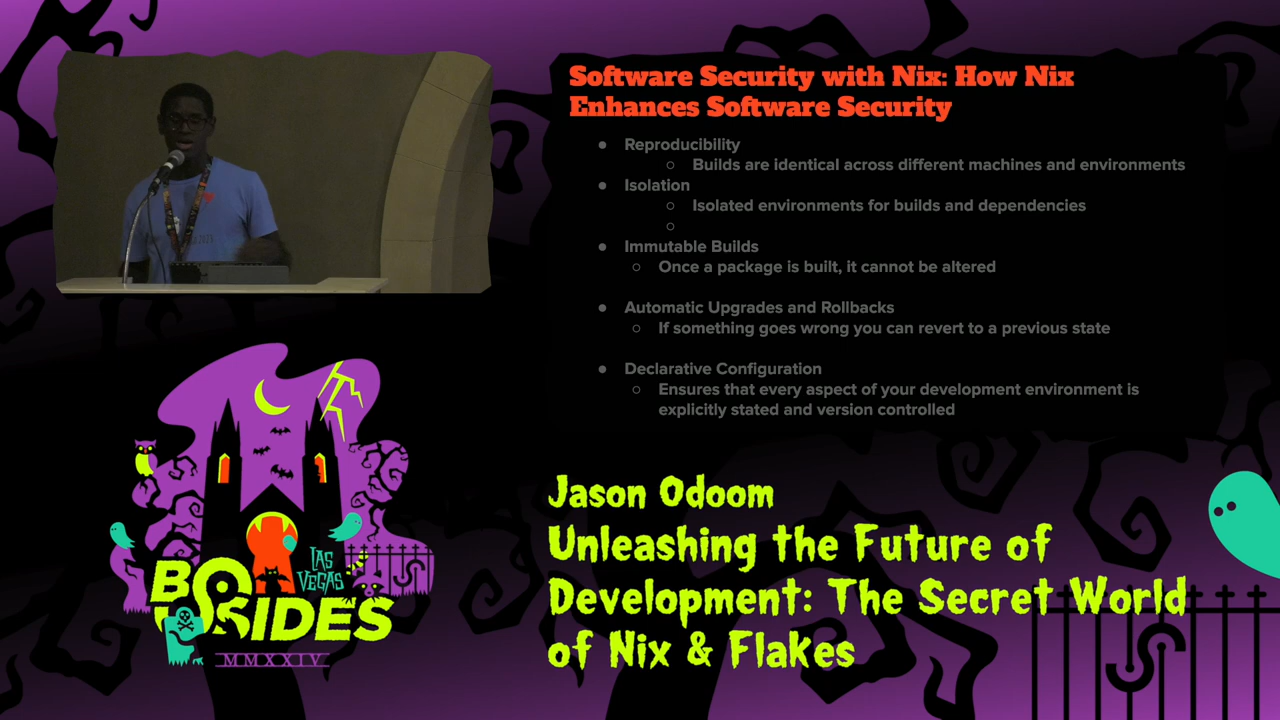 Software Security with Nix: How Nix
Enhances Software Security
● Reproducibility
○ Builds are identical across different machines and environments
● Isolation
○ Isolated environments for builds and dependencies
○
● Immutable Builds
○ Once a package is built, it cannot be altered
● Automatic Upgrades and Rollbacks
○ If something goes wrong you can revert to a previous state
● Declarative Configuration
○ Ensures that every aspect of your development environment is
explicitly stated and version controlled
LAS
VEGAS
BSIDES
MMXXIV
Jason Odoom
Unleashing the Future of
Development: The Secret World
of Nix & Flakes